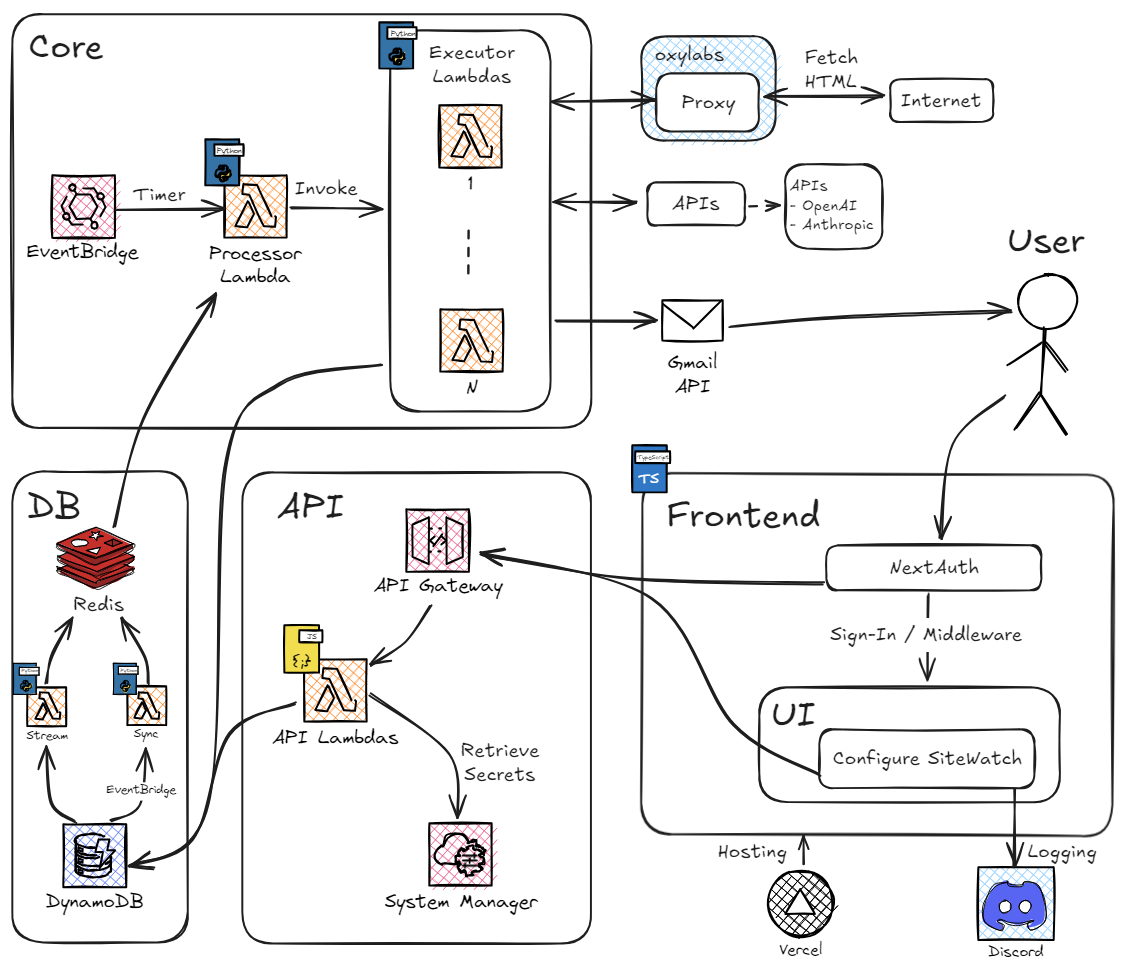 Core
Python
Executor
Lambdas
1
N
Python
EventBridge
Timer
Processor
Lambda
Invoke
oxylabs
Proxy
Fetch
HTML
Internet
APIs
APIs
- OpenAI
- Anthropic
Gmail
API
User
DB
Redis
Python
Stream
Python
Sync
EventBridge
DynamoDB
API
API Gateway
JS
{;}
API Lambdas
Retrieve
Secrets
System Manager
TypeScript
TS
Frontend
NextAuth
Sign-In / Middleware
UI
Configure SiteWatch
Hosting
Vercel
Logging
Discord